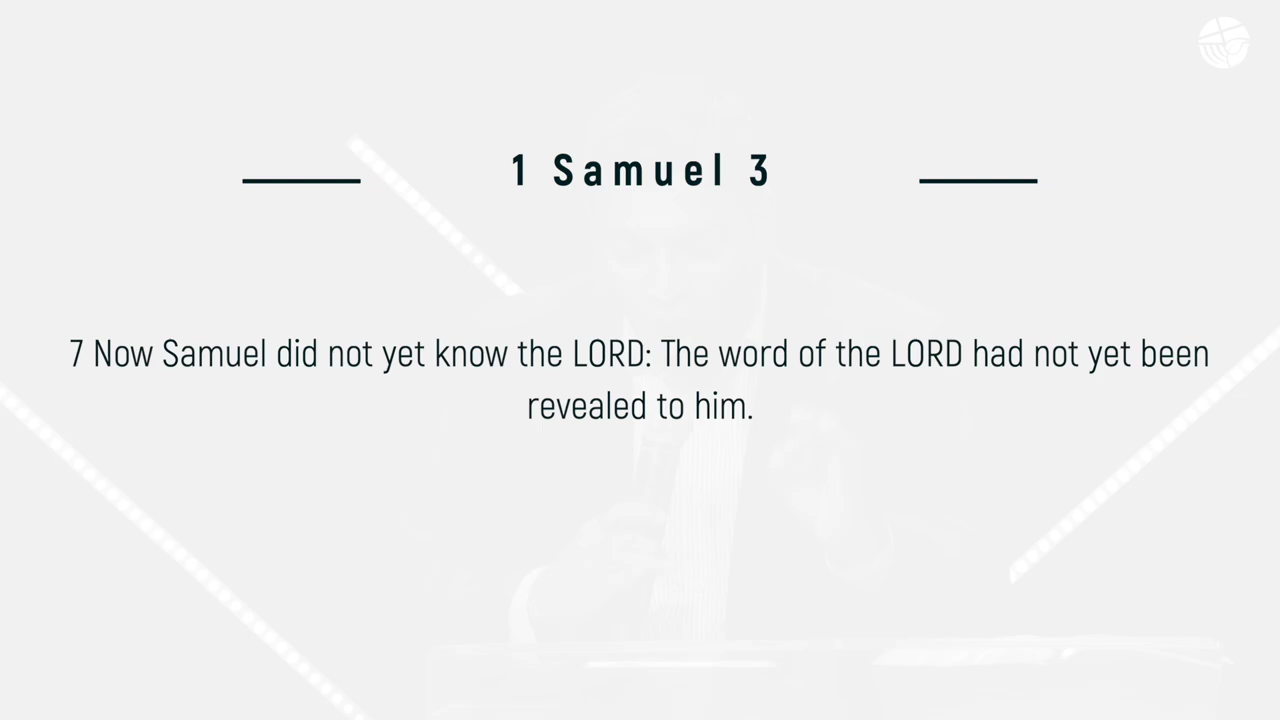 1 Samuel 3
7 Now Samuel did not yet know the LORD: The word of the LORD had not yet been
revealed to him.